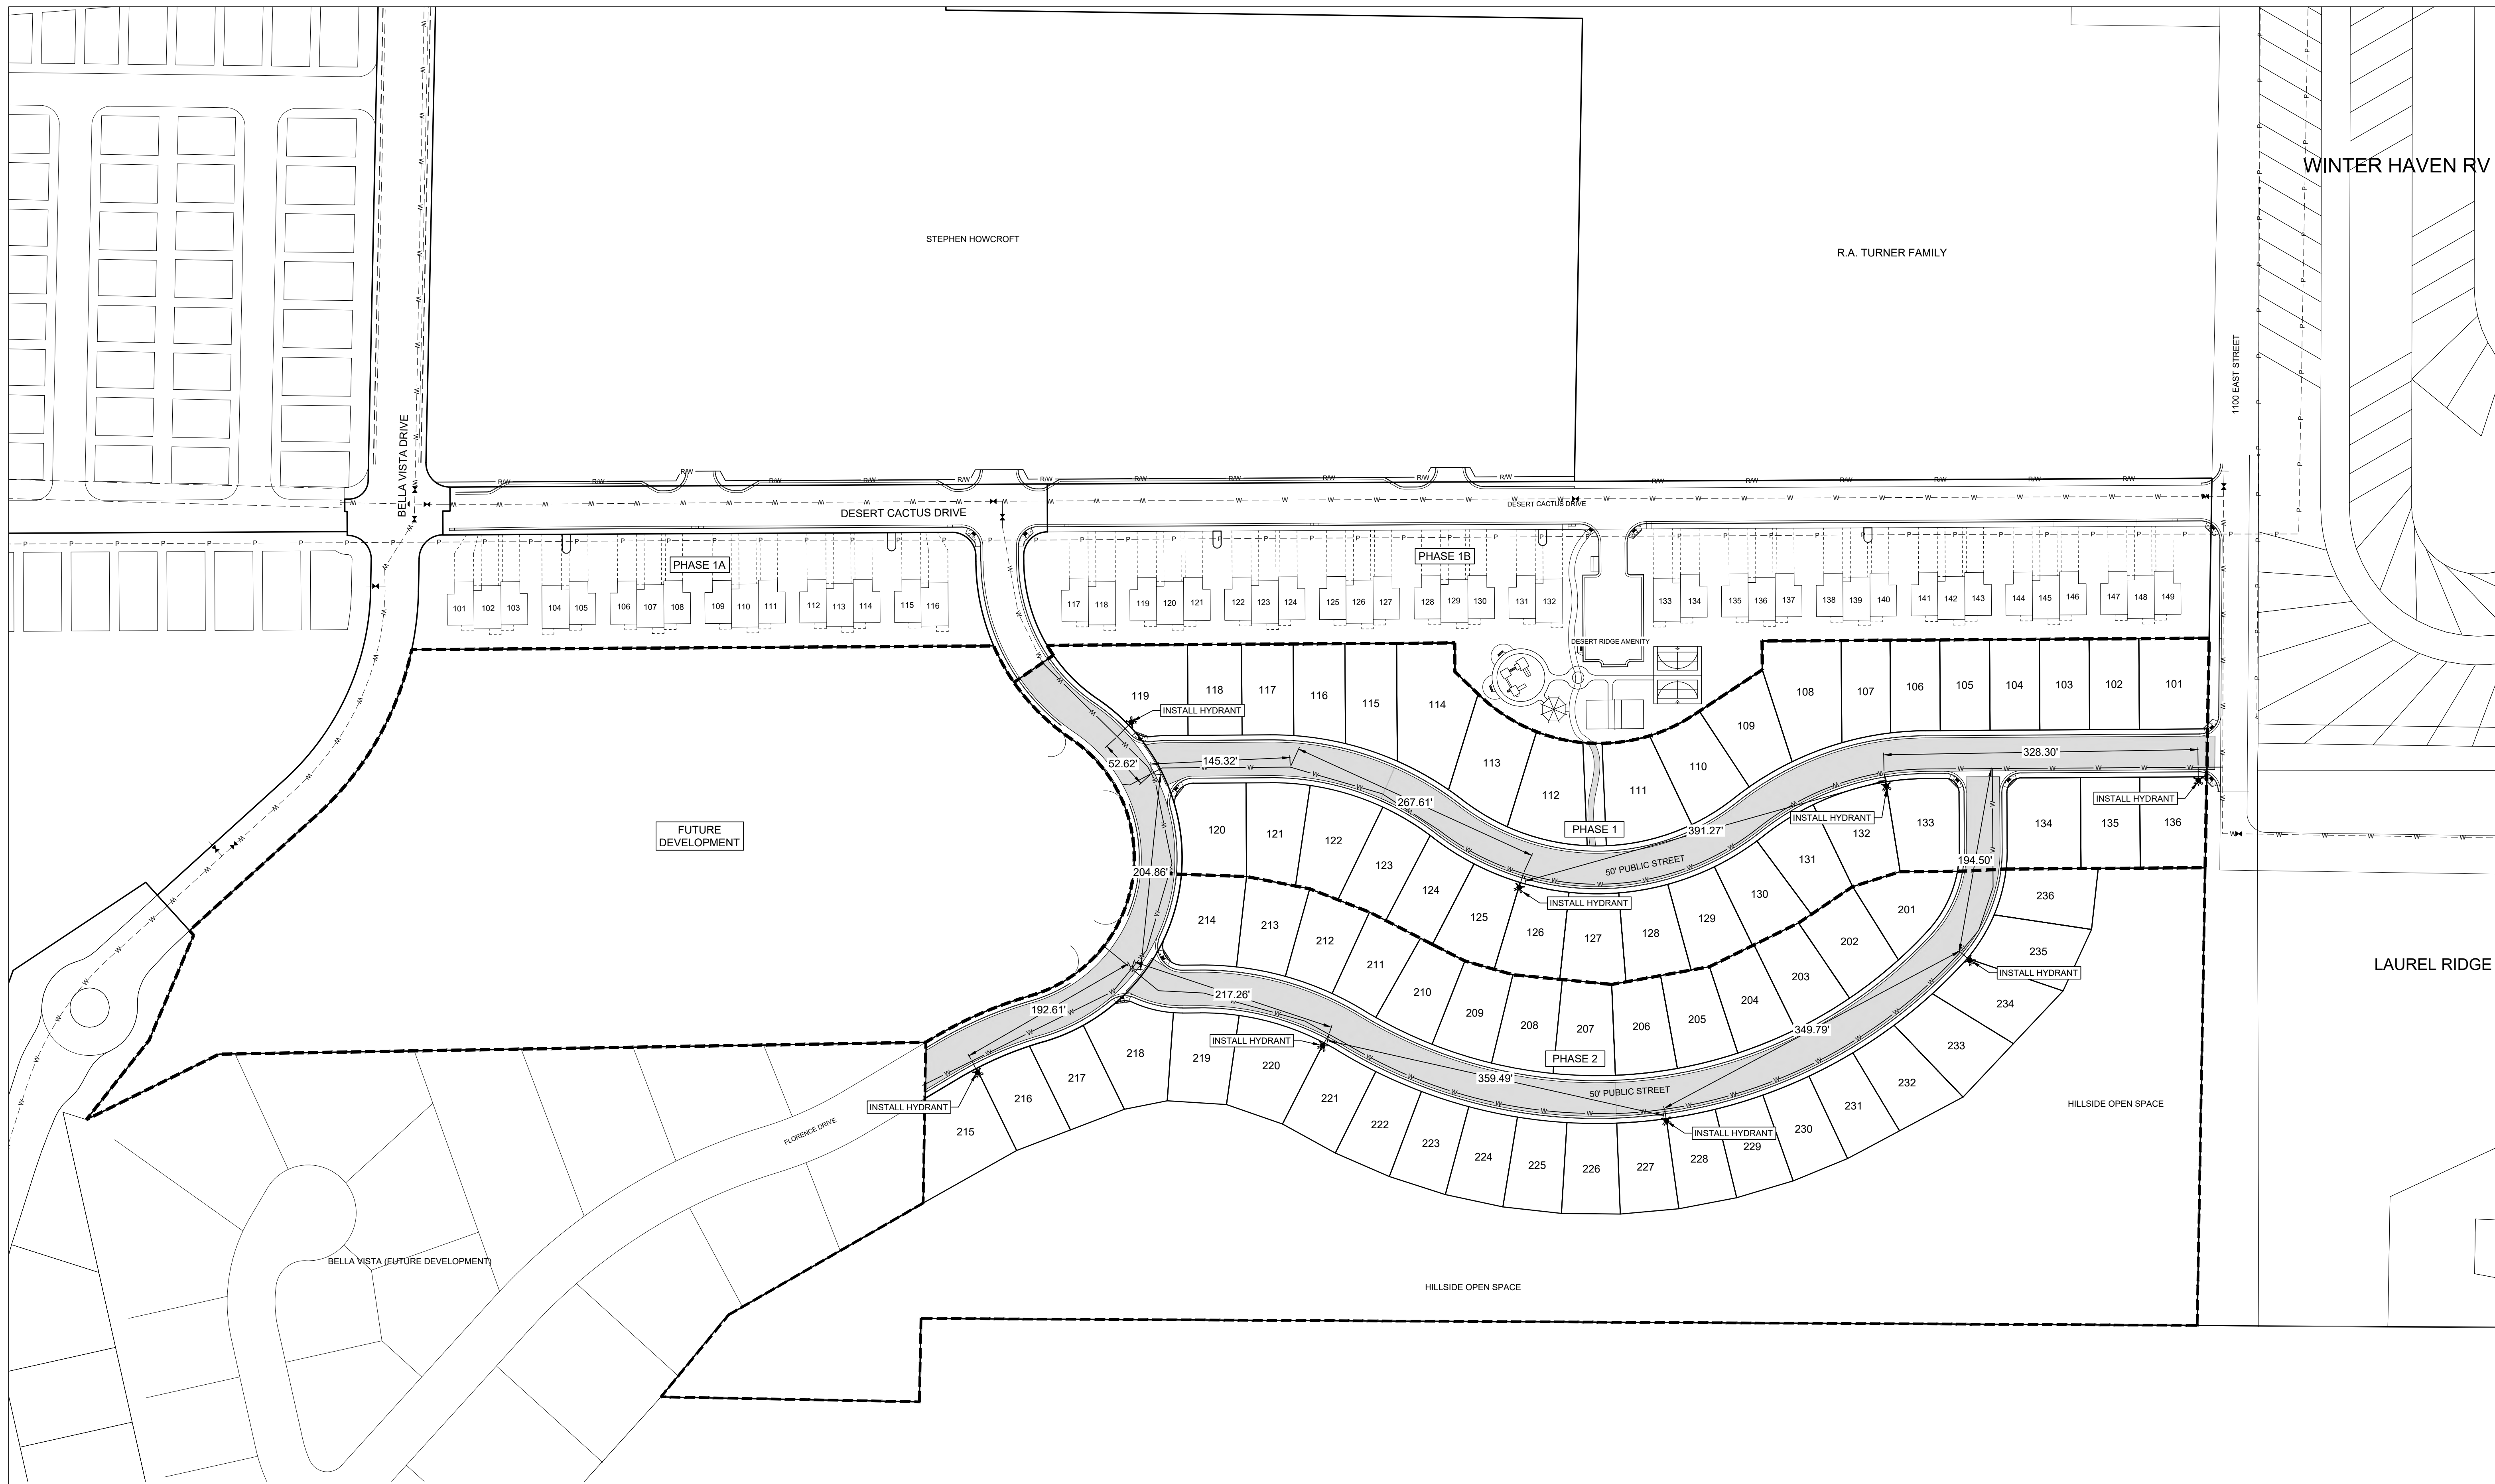 WINTER HAVEN RV
STEPHEN HOWCROFT
R.A. TURNER FAMILY
1100 EAST STREET
BELLA VISTA DRIVE
R/W R/W R/W R/W R/W R/W R/W R/W R/W R/W R/W R/W R/W R/W R/W R/W
DESERT CACTUS DRIVE
DESERT CACTUS DRIVE
PHASE 1A
PHASE 1B
101 102 103 104 105 106 107 108 109 110 111 112 113 114 115 116
117 118 119 120 121 122 123 124 125 126 127 128 129 130 131 132
133 134 135 136 137 138 139 140 141 142 143 144 145 146 147 148 149
DESERT RIDGE AMENITY
119 118 117 116 115 114 113 112 111 110 109 108 107 106 105 104 103 102 101
INSTALL HYDRANT
52.62'
145.32'
267.61'
391.27'
328.30'
INSTALL HYDRANT
INSTALL HYDRANT
FUTURE
DEVELOPMENT
PHASE 1
50' PUBLIC STREET
120 121 122 123 124 125 126 127 128 129 130 131 132 133 134 135 136
204.86'
194.50'
INSTALL HYDRANT
214 213 212 211 210 209 208 207 206 205 204 203 202 201
236
235
234
233
232
231
230
229
228
227
226
225
224
223
222
221
220
219
218
217
216
215
LAUREL RIDGE
INSTALL HYDRANT
192.61'
217.26'
349.79'
INSTALL HYDRANT
PHASE 2
359.49'
50' PUBLIC STREET
INSTALL HYDRANT
INSTALL HYDRANT
FLORENCE DRIVE
HILLSIDE OPEN SPACE
BELLA VISTA (FUTURE DEVELOPMENT)
HILLSIDE OPEN SPACE